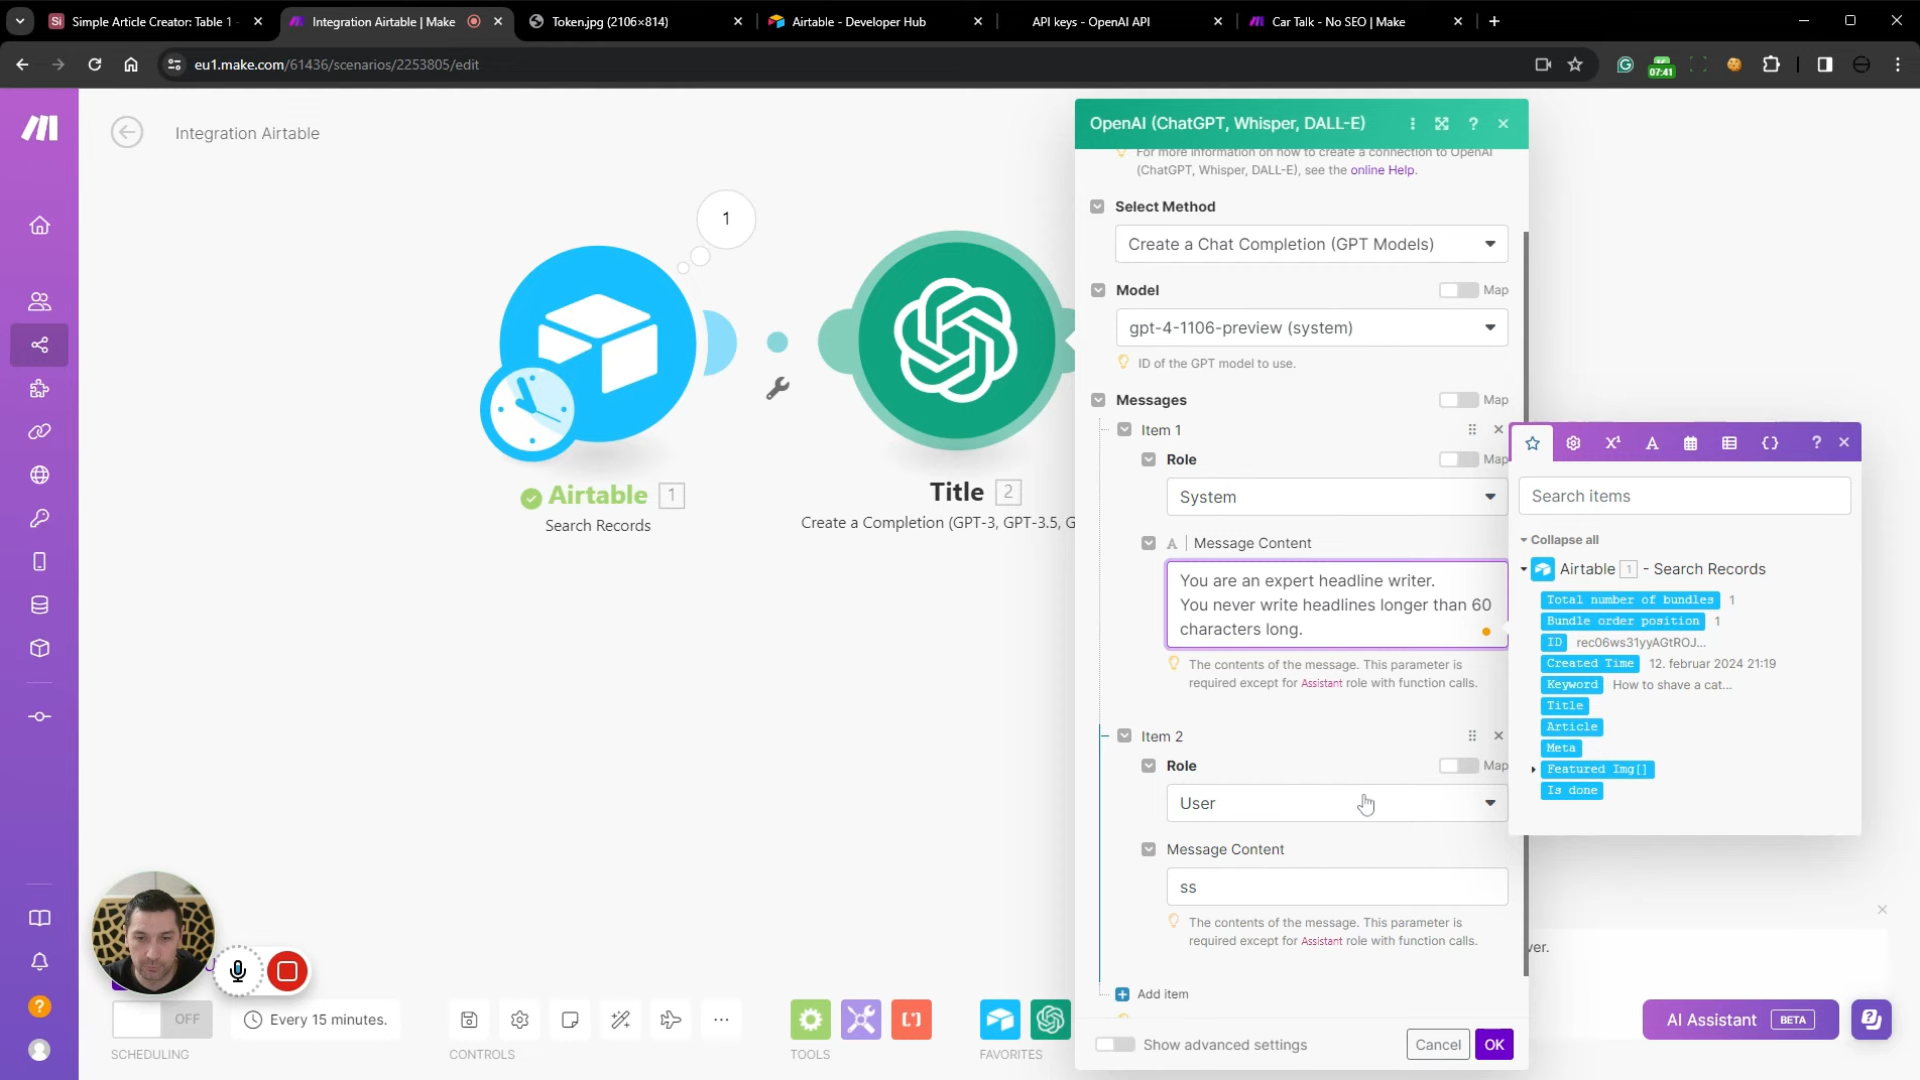 Simple Article Creator: Table 1 -
Integration Airtable | Make
Token.jpg (2106×814)
Airtable - Developer Hub
API keys - OpenAI API
Car Talk - No SEO | Make
eu1.make.com/61436/scenarios/2253805/edit
07:41
Integration Airtable
1
Airtable 1
Search Records
Title 2
Create a Completion (GPT-3, GPT-3.5, G
OpenAI (ChatGPT, Whisper, DALL-E)
For more information on how to create a connection to OpenAI
(ChatGPT, Whisper, DALL-E), see the online Help.
Select Method
Create a Chat Completion (GPT Models)
Model
Map
gpt-4-1106-preview (system)
ID of the GPT model to use.
Messages
Map
Item 1
Role
Map
System
A | Message Content
You are an expert headline writer.
You never write headlines longer than 60
characters long.
The contents of the message. This parameter is
required except for Assistant role with function calls.
Item 2
Role
Map
User
Message Content
ss
The contents of the message. This parameter is
required except for Assistant role with function calls.
Add item
Show advanced settings
Cancel
OK
Search items
Collapse all
Airtable 1 - Search Records
Total number of bundles 1
Bundle order position 1
ID rec06ws31yyAGtROJ...
Created Time 12. februar 2024 21:19
Keyword How to shave a cat...
Title
Article
Meta
Featured Img[]
Is done
ver.
OFF
Every 15 minutes.
SCHEDULING
CONTROLS
TOOLS
FAVORITES
AI Assistant BETA